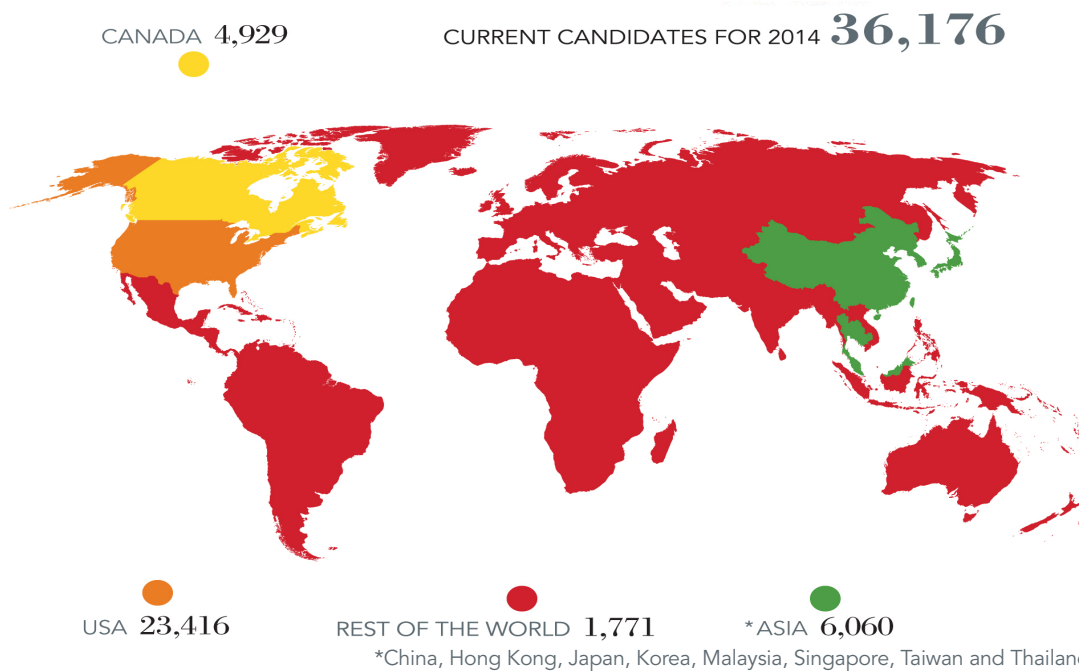 CANADA 4,929
CURRENT CANDIDATES FOR 2014 36,176
USA 23,416
REST OF THE WORLD 1,771
*ASIA 6,060
*China, Hong Kong, Japan, Korea, Malaysia, Singapore, Taiwan and Thailand